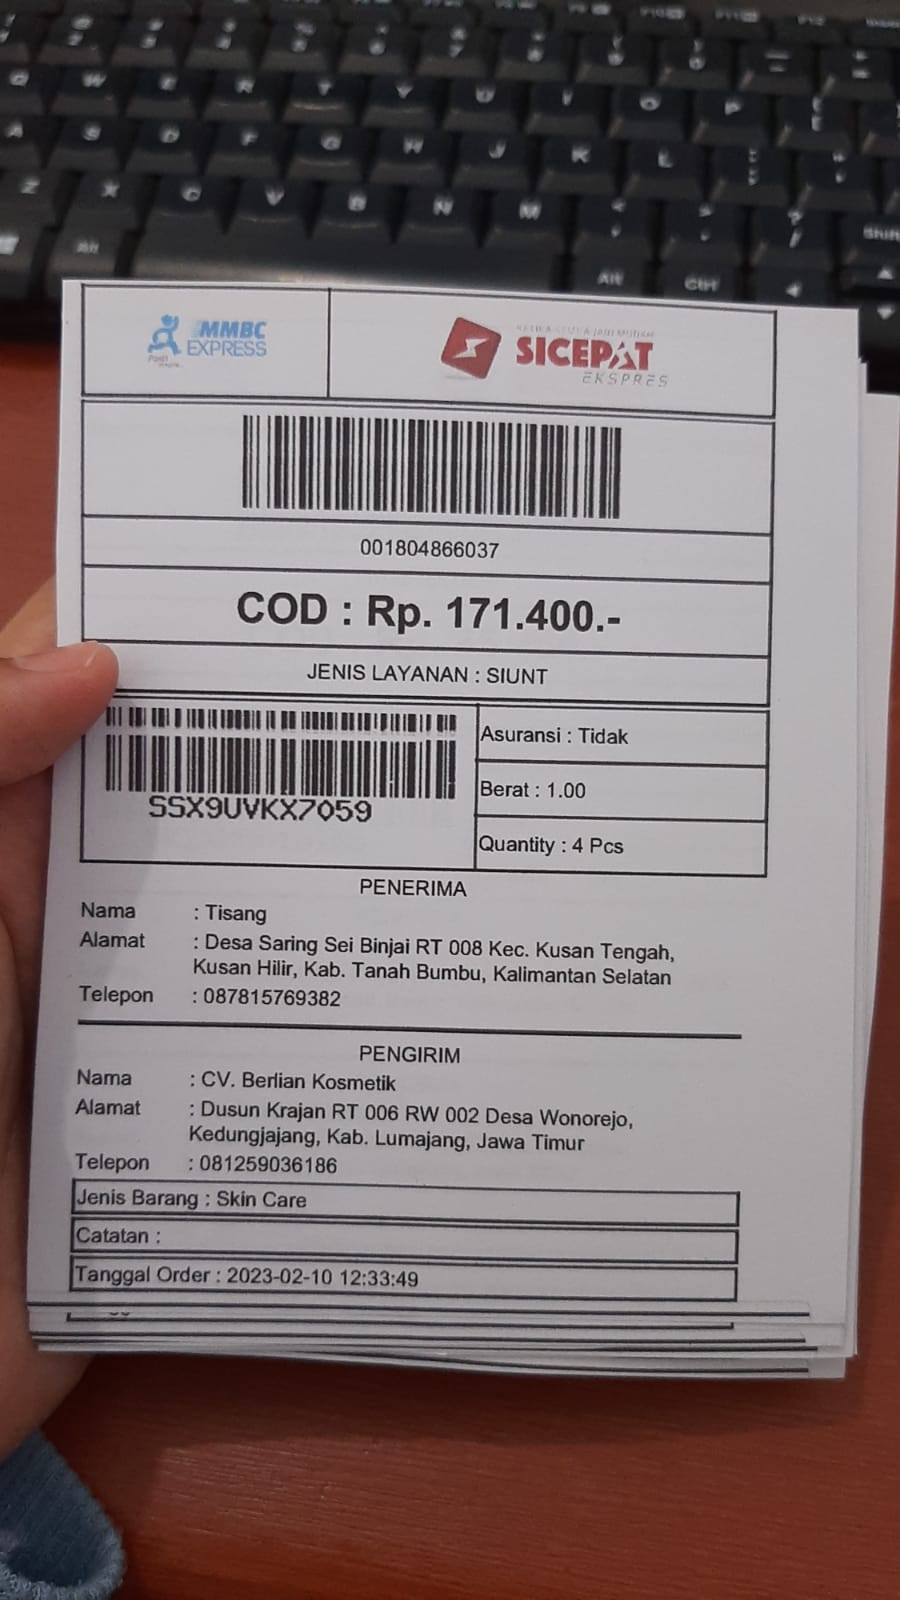 MMBC
EXPRESS
SICEPAT
EKSPRES
001804866037
COD : Rp. 171.400.-
JENIS LAYANAN : SIUNT
SSX9UVKX7059
Asuransi : Tidak
Berat : 1.00
Quantity : 4 Pcs
PENERIMA
Nama : Tisang
Alamat : Desa Saring Sei Binjai RT 008 Kec. Kusan Tengah,
Kusan Hilir, Kab. Tanah Bumbu, Kalimantan Selatan
Telepon : 087815769382
PENGIRIM
Nama : CV. Berlian Kosmetik
Alamat : Dusun Krajan RT 006 RW 002 Desa Wonorejo,
Kedungjajang, Kab. Lumajang, Jawa Timur
Telepon : 081259036186
Jenis Barang : Skin Care
Catatan :
Tanggal Order : 2023-02-10 12:33:49